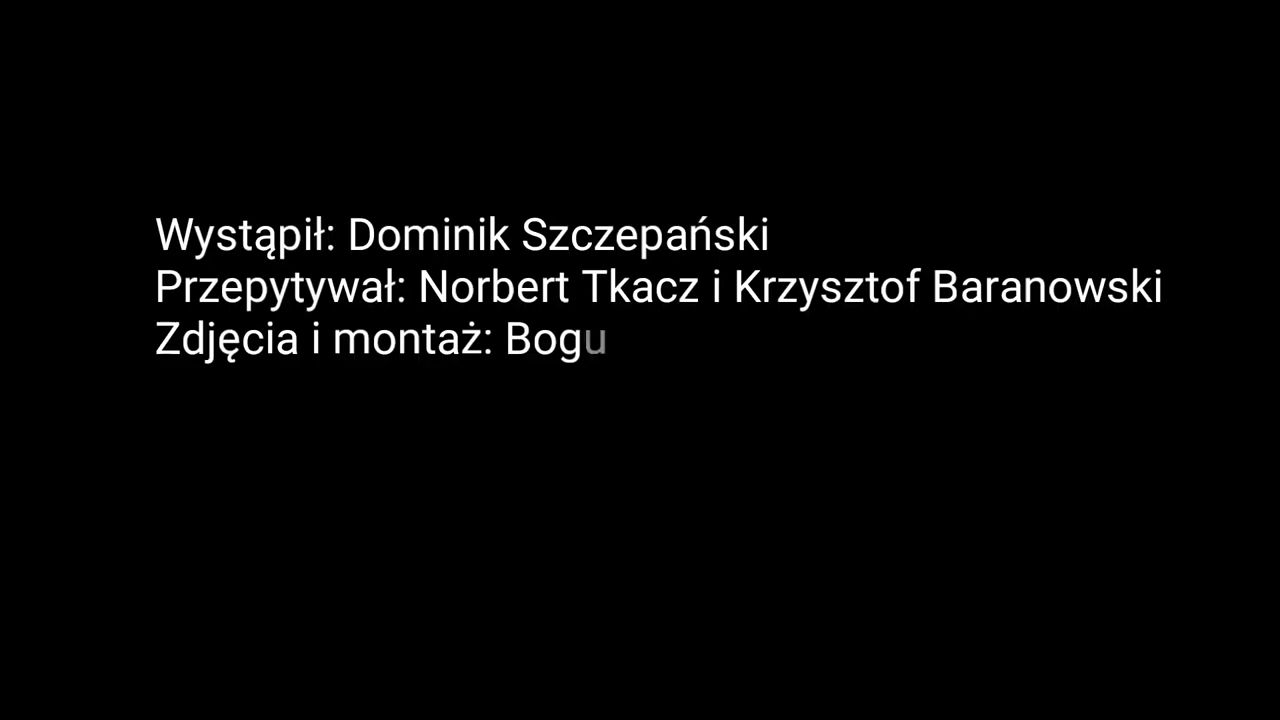 Wystąpił: Dominik Szczepański
Przepytywał: Norbert Tkacz i Krzysztof Baranowski
Zdjęcia i montaż: Bogu